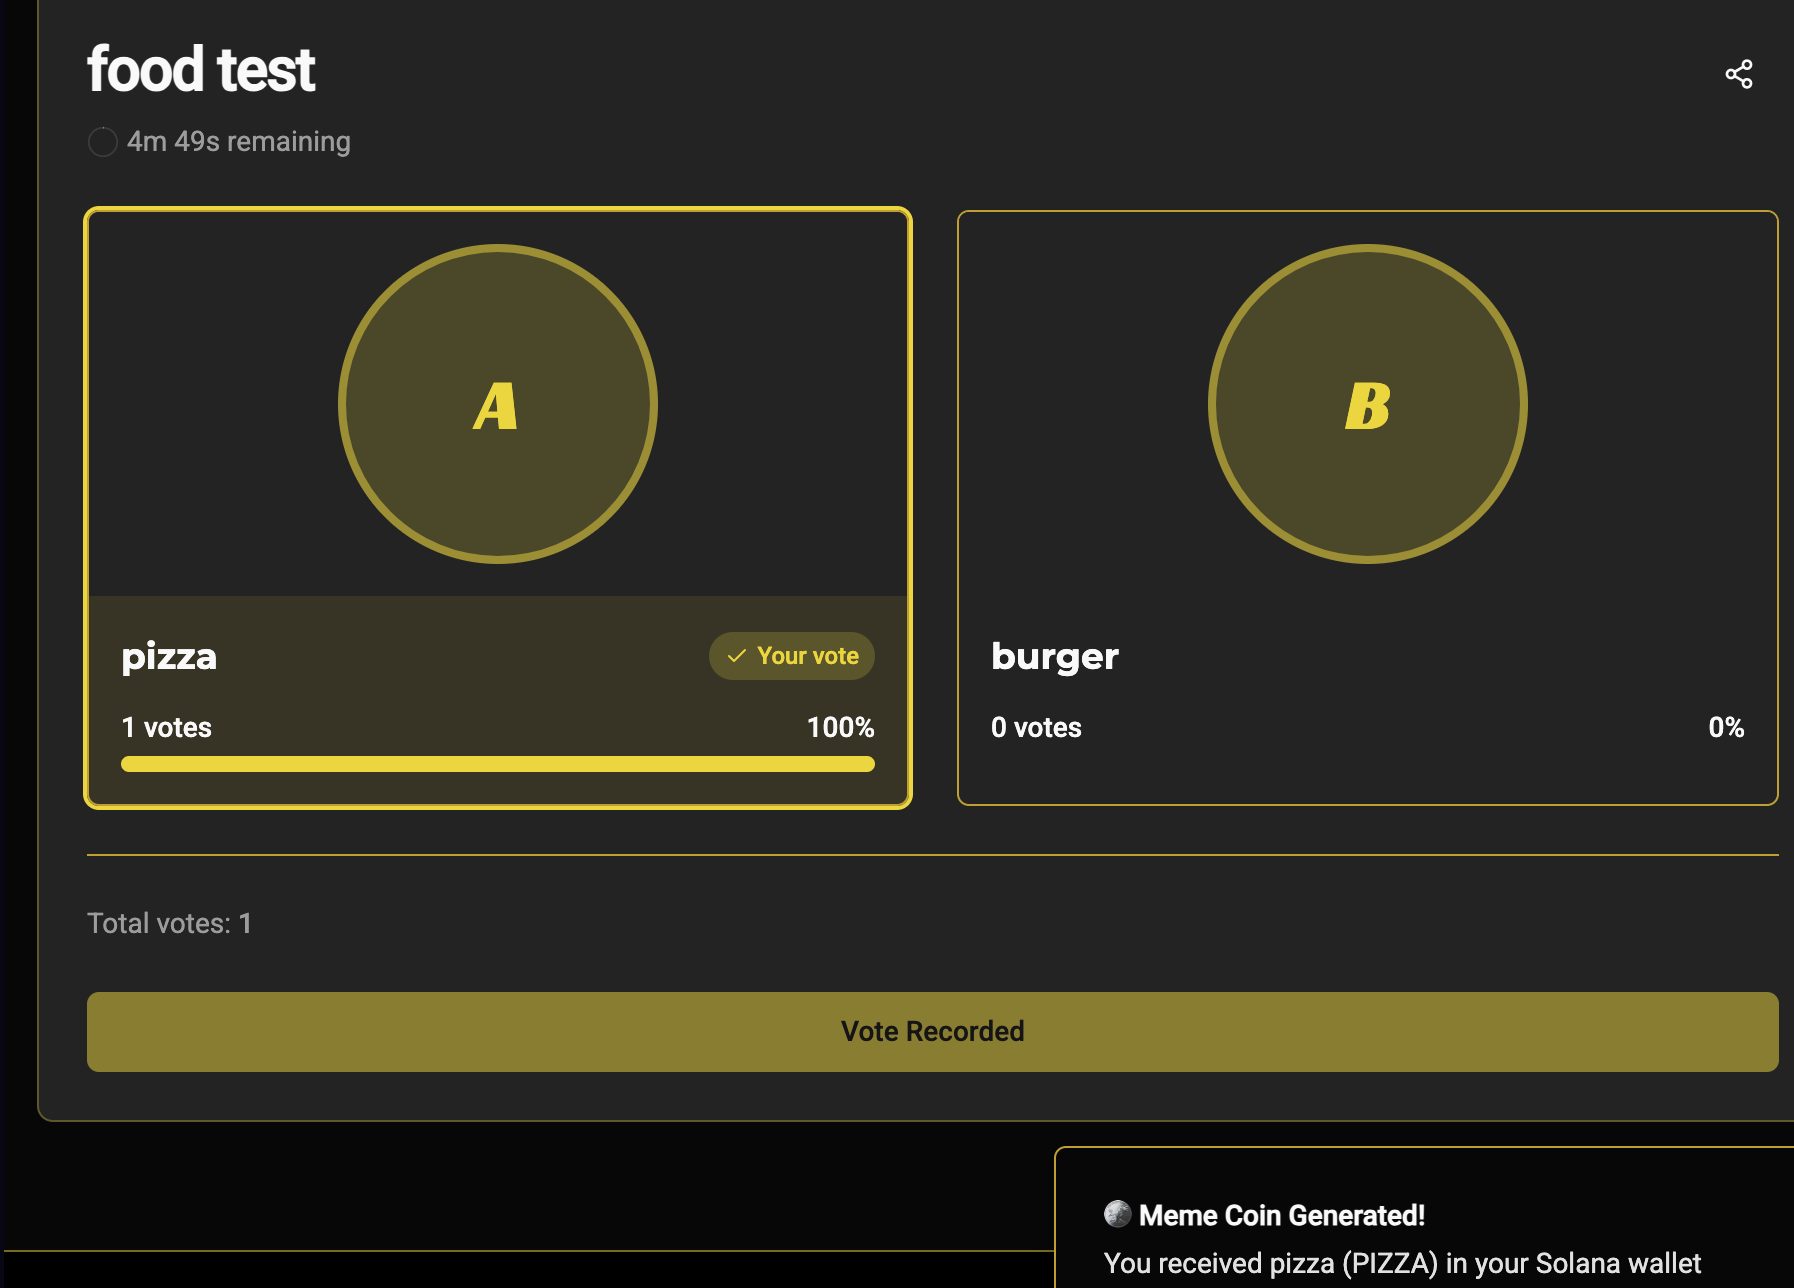 food test
4m 49s remaining
A
B
pizza
Your vote
burger
1 votes
100%
0 votes
0%
Total votes: 1
Vote Recorded
Meme Coin Generated!
You received pizza (PIZZA) in your Solana wallet